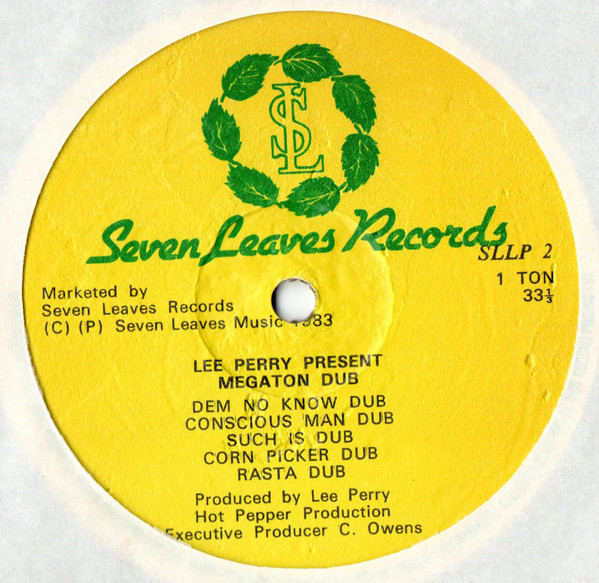 SL
Seven Leaves Records
SLLP 2
1 TON
33⅓
Marketed by
Seven Leaves Records
(C) (P) Seven Leaves Music 1983
LEE PERRY PRESENT
MEGATON DUB
DEM NO KNOW DUB
CONSCIOUS MAN DUB
SUCH IS DUB
CORN PICKER DUB
RASTA DUB
Produced by Lee Perry
Hot Pepper Production
Executive Producer C. Owens